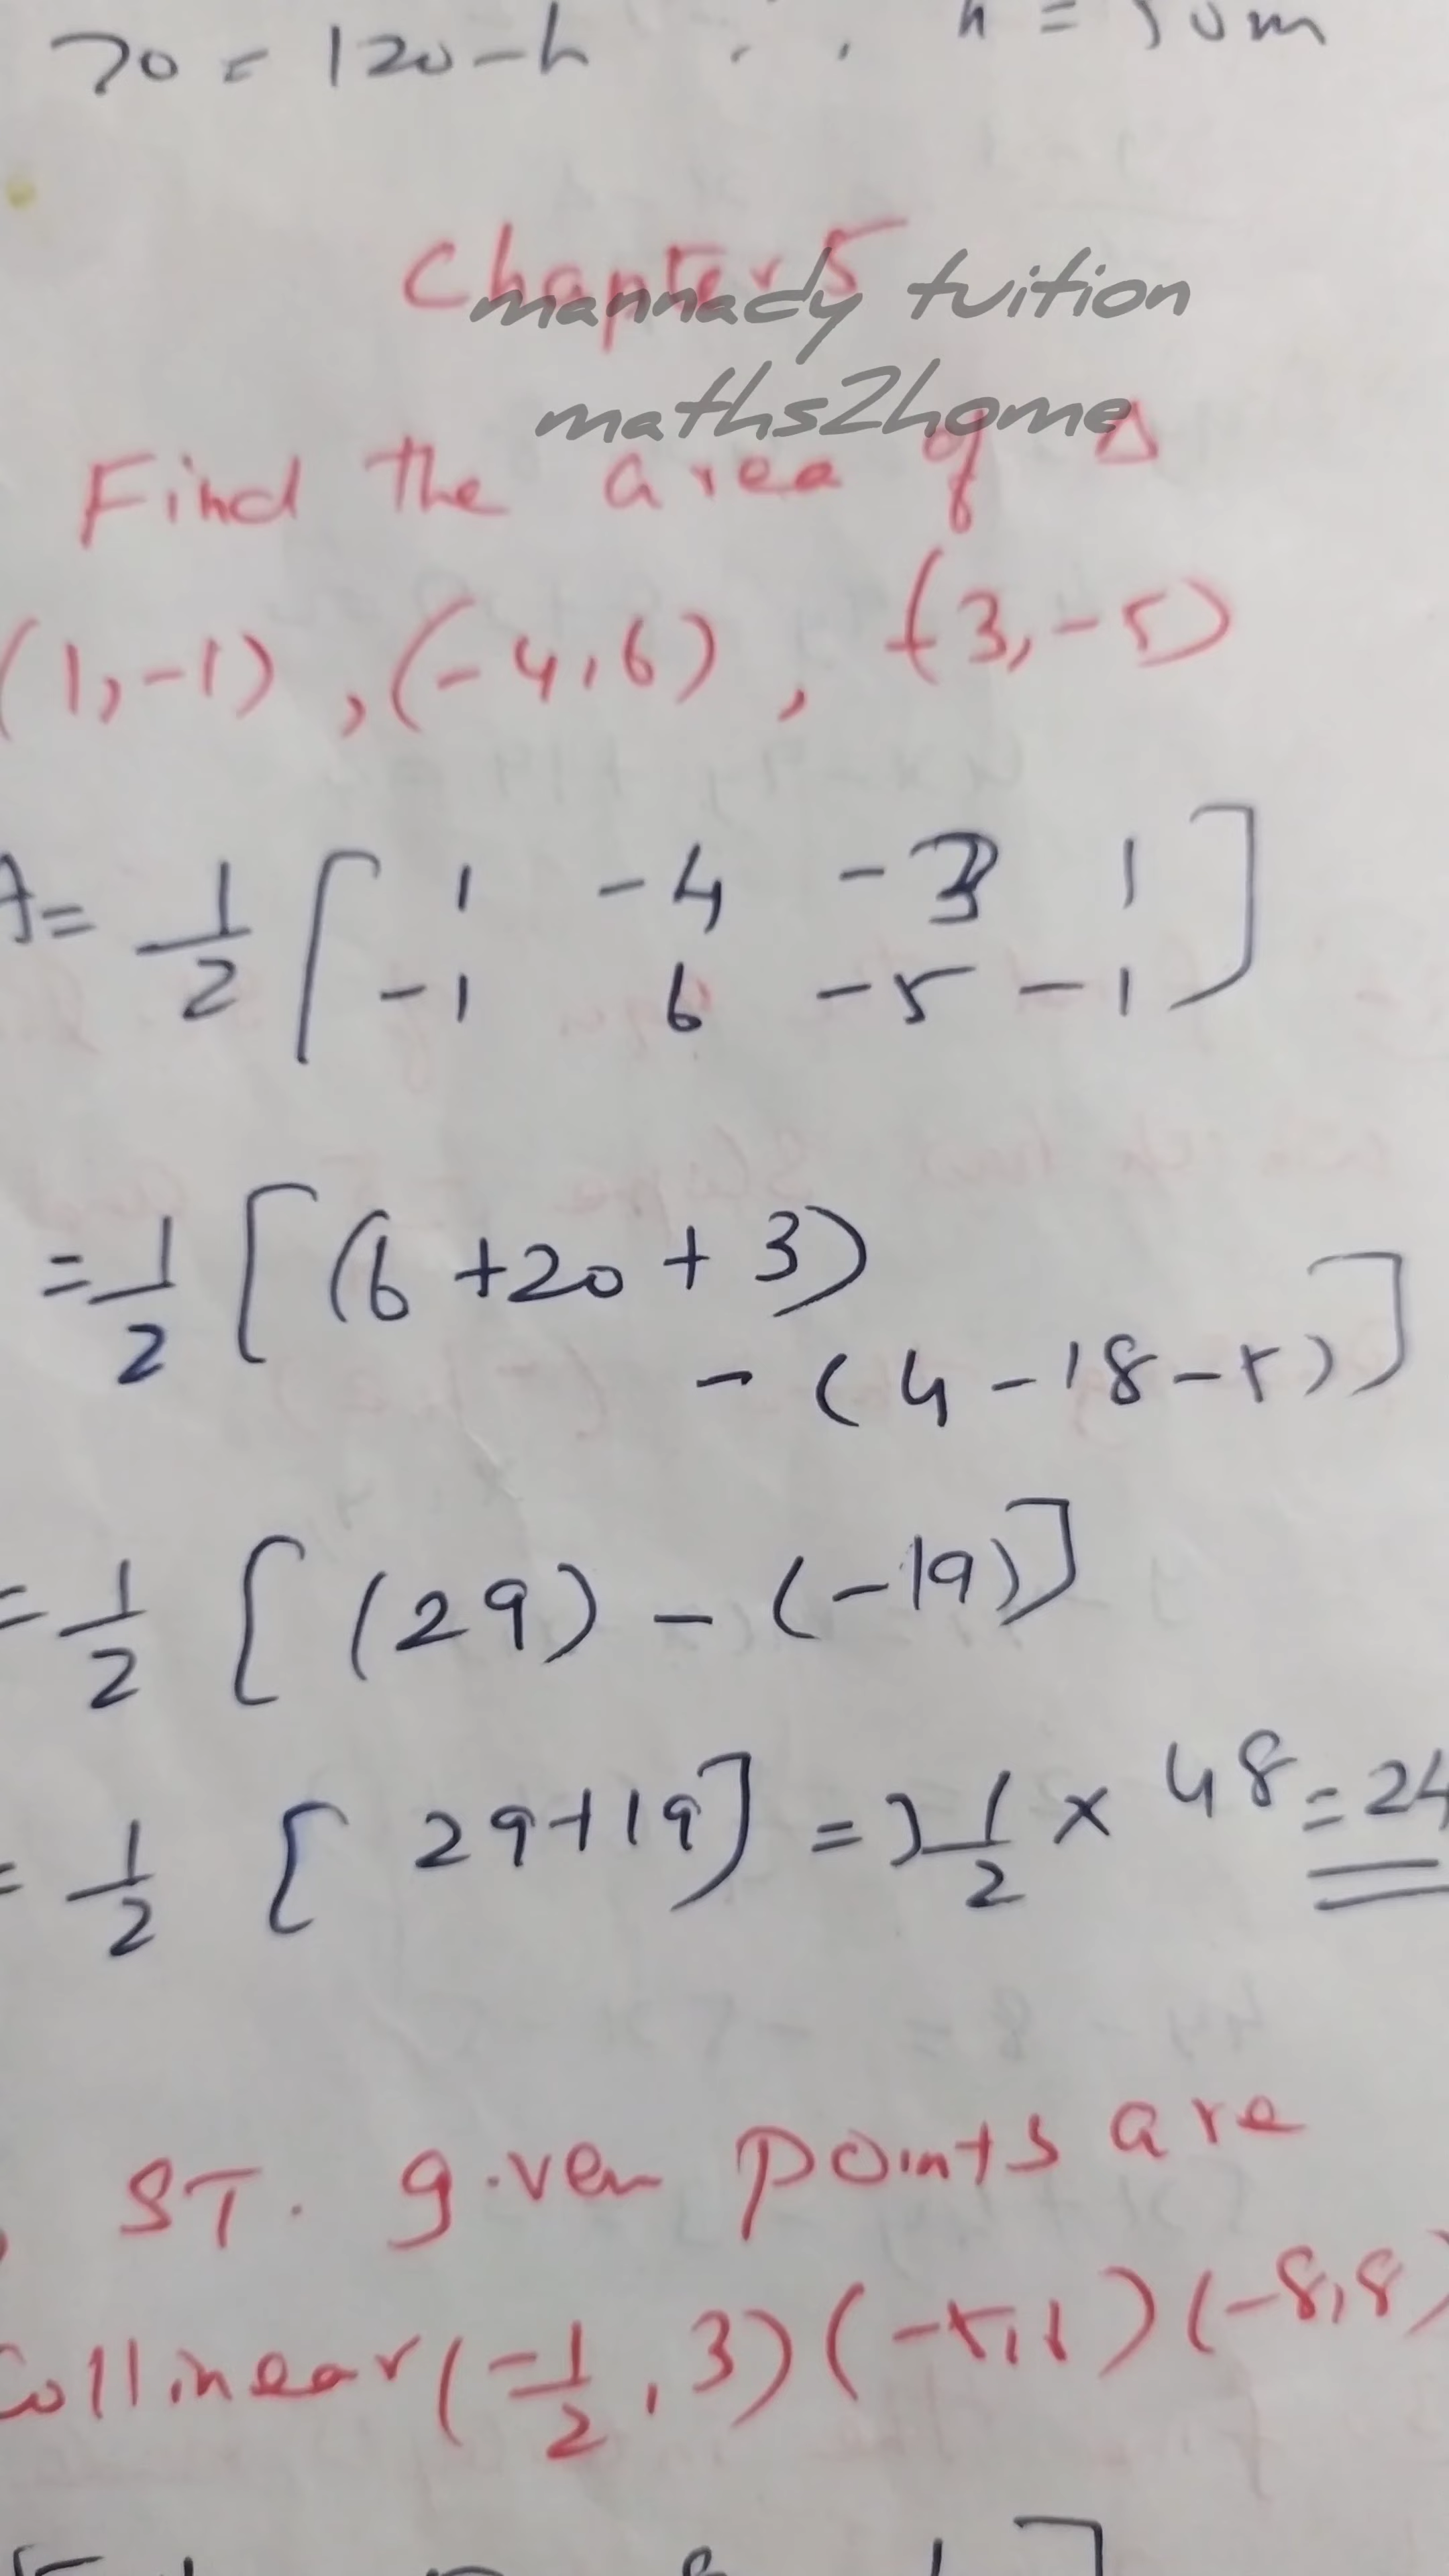 70 = 120 - h ∴ h = 50m
Chapter 5
mannady tuition
maths2home
Find the area of Δ
(1,-1), (-4,6), (-3,-5)
A = 1/2 [ 1 -4 -3 1
-1 6 -5 -1 ]
= 1/2 [ (6 + 20 + 3)
- (4 - 18 - 5) ]
= 1/2 [ (29) - (-19) ]
= 1/2 [ 29 + 19 ] = 1/2 × 48 = 24
ST. given points are
Collinear (-1/2, 3) (-5, ) (-8, 8)